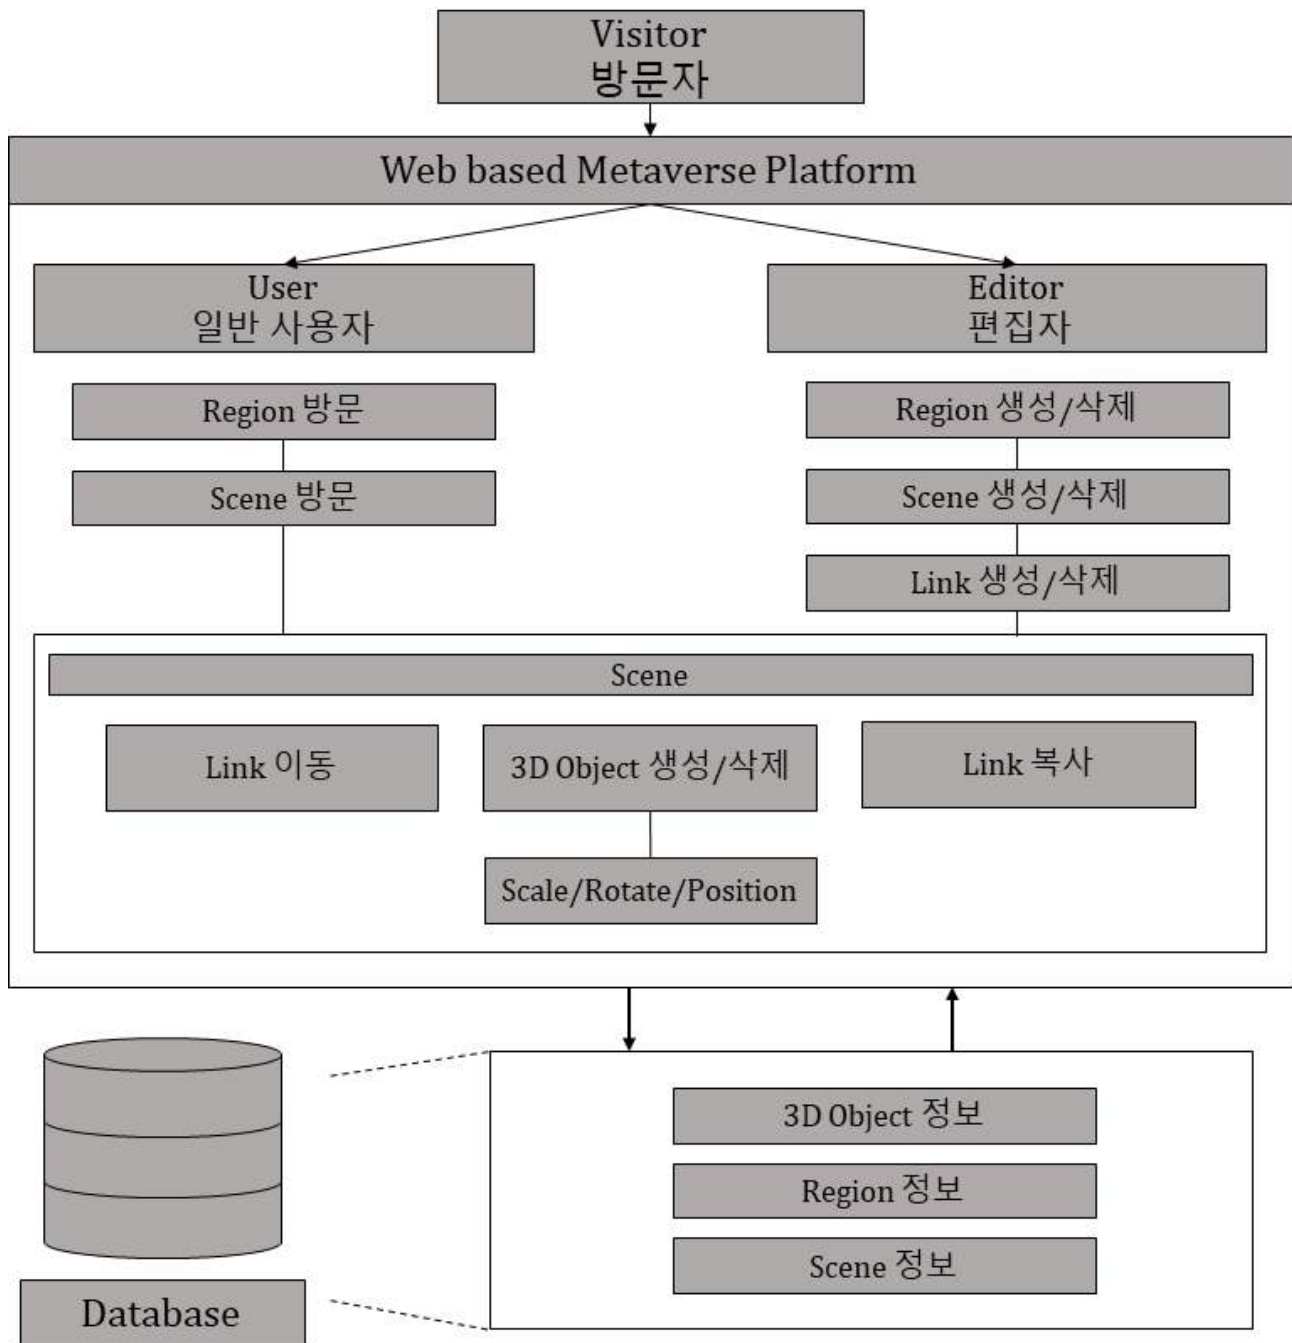 Visitor
방문자
Web based Metaverse Platform
User
일반 사용자
Editor
편집자
Region 방문
Scene 방문
Region 생성/삭제
Scene 생성/삭제
Link 생성/삭제
Scene
Link 이동
3D Object 생성/삭제
Link 복사
Scale/Rotate/Position
3D Object 정보
Region 정보
Scene 정보
Database